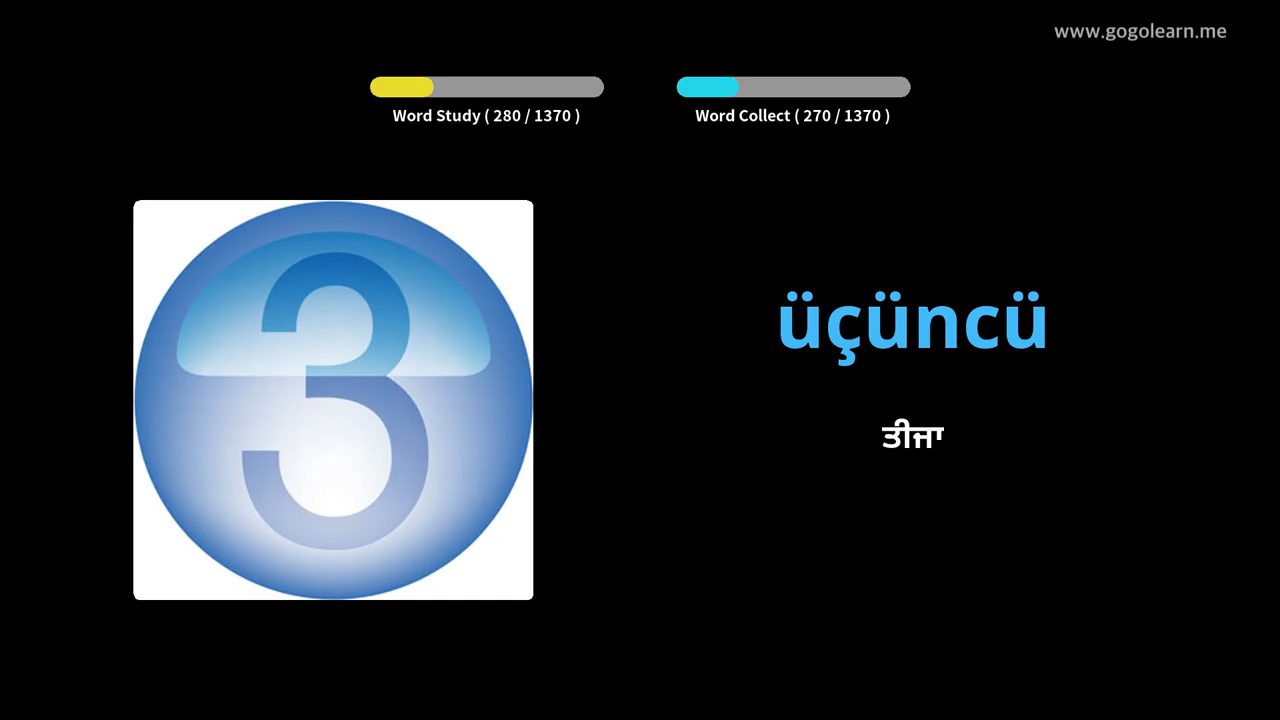 www.gogolearn.me
Word Study ( 280 / 1370 )
Word Collect ( 270 / 1370 )
3
üçüncü
ਤੀਜਾ